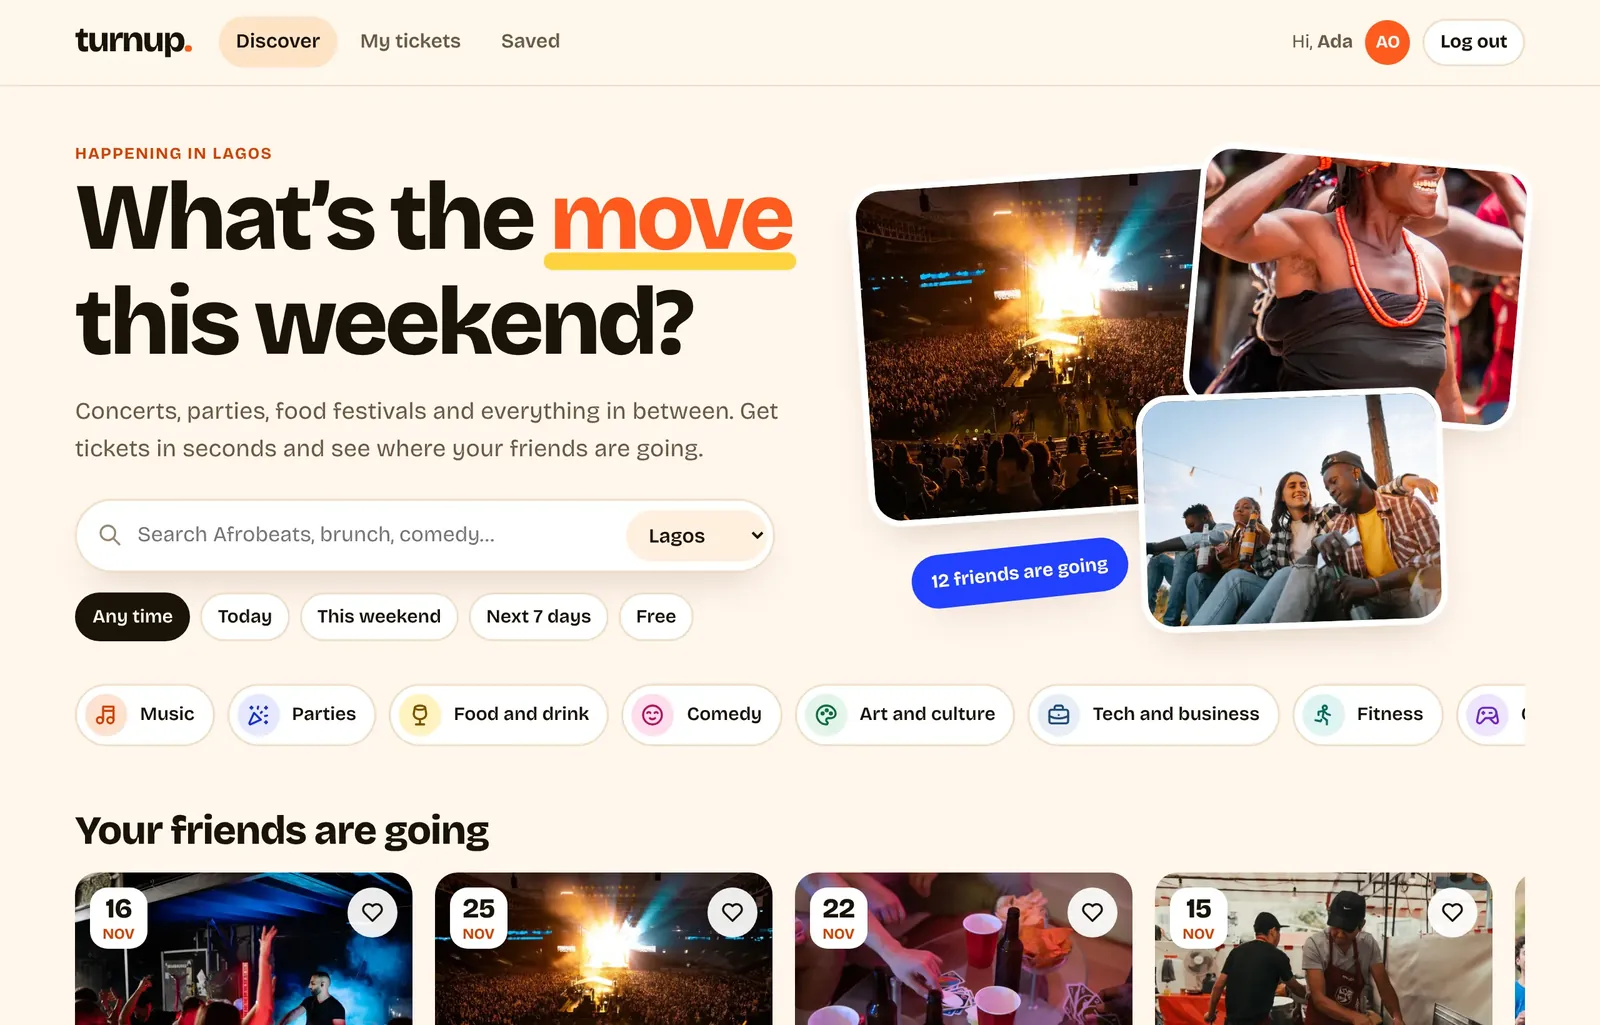 turnup.
Discover
My tickets
Saved
Hi, Ada
AO
Log out
HAPPENING IN LAGOS
What's the move
this weekend?
Concerts, parties, food festivals and everything in between. Get
tickets in seconds and see where your friends are going.
Search Afrobeats, brunch, comedy...
Lagos
12 friends are going
Any time
Today
This weekend
Next 7 days
Free
Music
Parties
Food and drink
Comedy
Art and culture
Tech and business
Fitness
Your friends are going
16
NOV
25
NOV
22
NOV
15
NOV